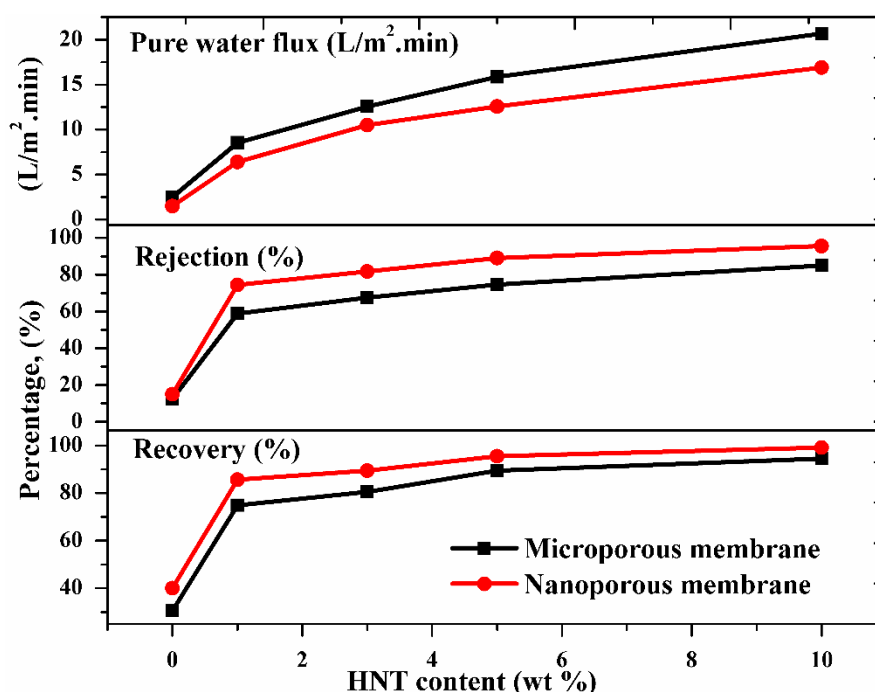 Pure water flux (L/m².min)
(L/m².min)
20
15
10
5
0
Rejection (%)
Percentage, (%)
100
80
60
40
20
0
Recovery (%)
100
80
60
40
Microporous membrane
Nanoporous membrane
0 2 4 6 8 10
HNT content (wt %)